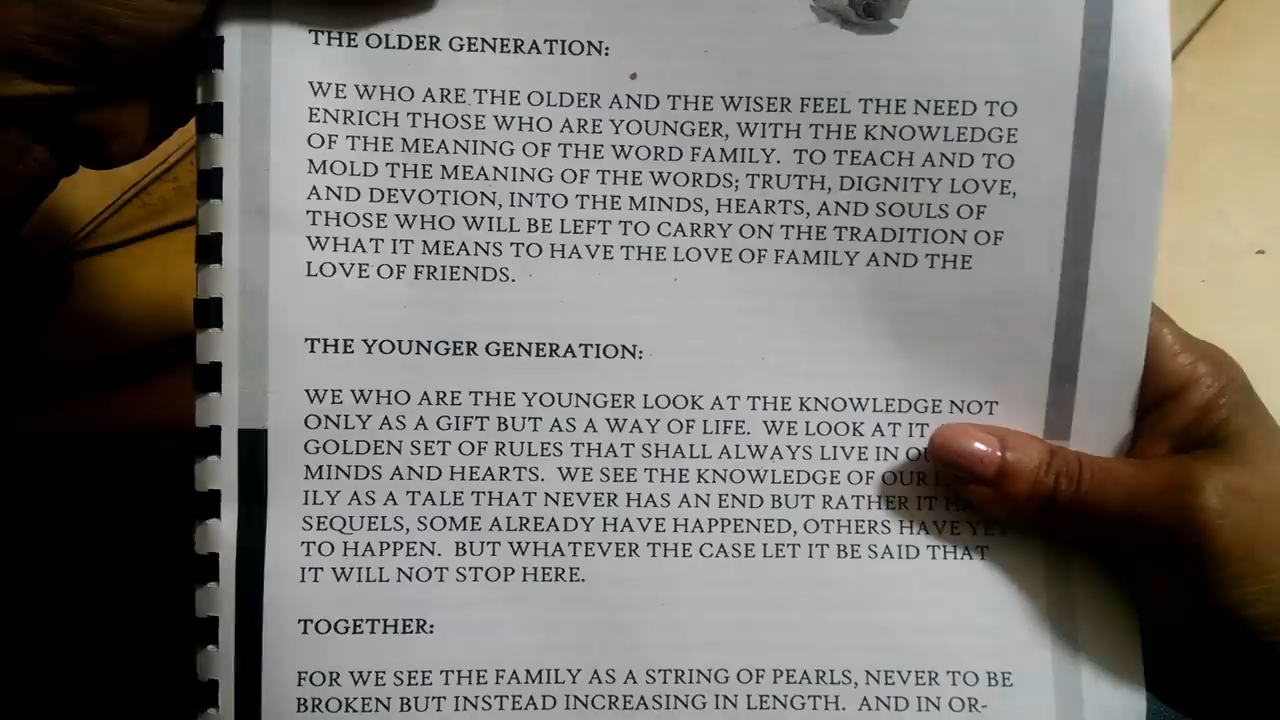 THE OLDER GENERATION:
WE WHO ARE THE OLDER AND THE WISER FEEL THE NEED TO
ENRICH THOSE WHO ARE YOUNGER, WITH THE KNOWLEDGE
OF THE MEANING OF THE WORD FAMILY. TO TEACH AND TO
MOLD THE MEANING OF THE WORDS; TRUTH, DIGNITY LOVE,
AND DEVOTION, INTO THE MINDS, HEARTS, AND SOULS OF
THOSE WHO WILL BE LEFT TO CARRY ON THE TRADITION OF
WHAT IT MEANS TO HAVE THE LOVE OF FAMILY AND THE
LOVE OF FRIENDS.
THE YOUNGER GENERATION:
WE WHO ARE THE YOUNGER LOOK AT THE KNOWLEDGE NOT
ONLY AS A GIFT BUT AS A WAY OF LIFE. WE LOOK AT IT
GOLDEN SET OF RULES THAT SHALL ALWAYS LIVE IN
MINDS AND HEARTS. WE SEE THE KNOWLEDGE OF OUR
ILY AS A TALE THAT NEVER HAS AN END BUT RATHER IT
SEQUELS, SOME ALREADY HAVE HAPPENED, OTHERS HAVE YET
TO HAPPEN. BUT WHATEVER THE CASE LET IT BE SAID THAT
IT WILL NOT STOP HERE.
TOGETHER:
FOR WE SEE THE FAMILY AS A STRING OF PEARLS, NEVER TO BE
BROKEN BUT INSTEAD INCREASING IN LENGTH. AND IN OR-